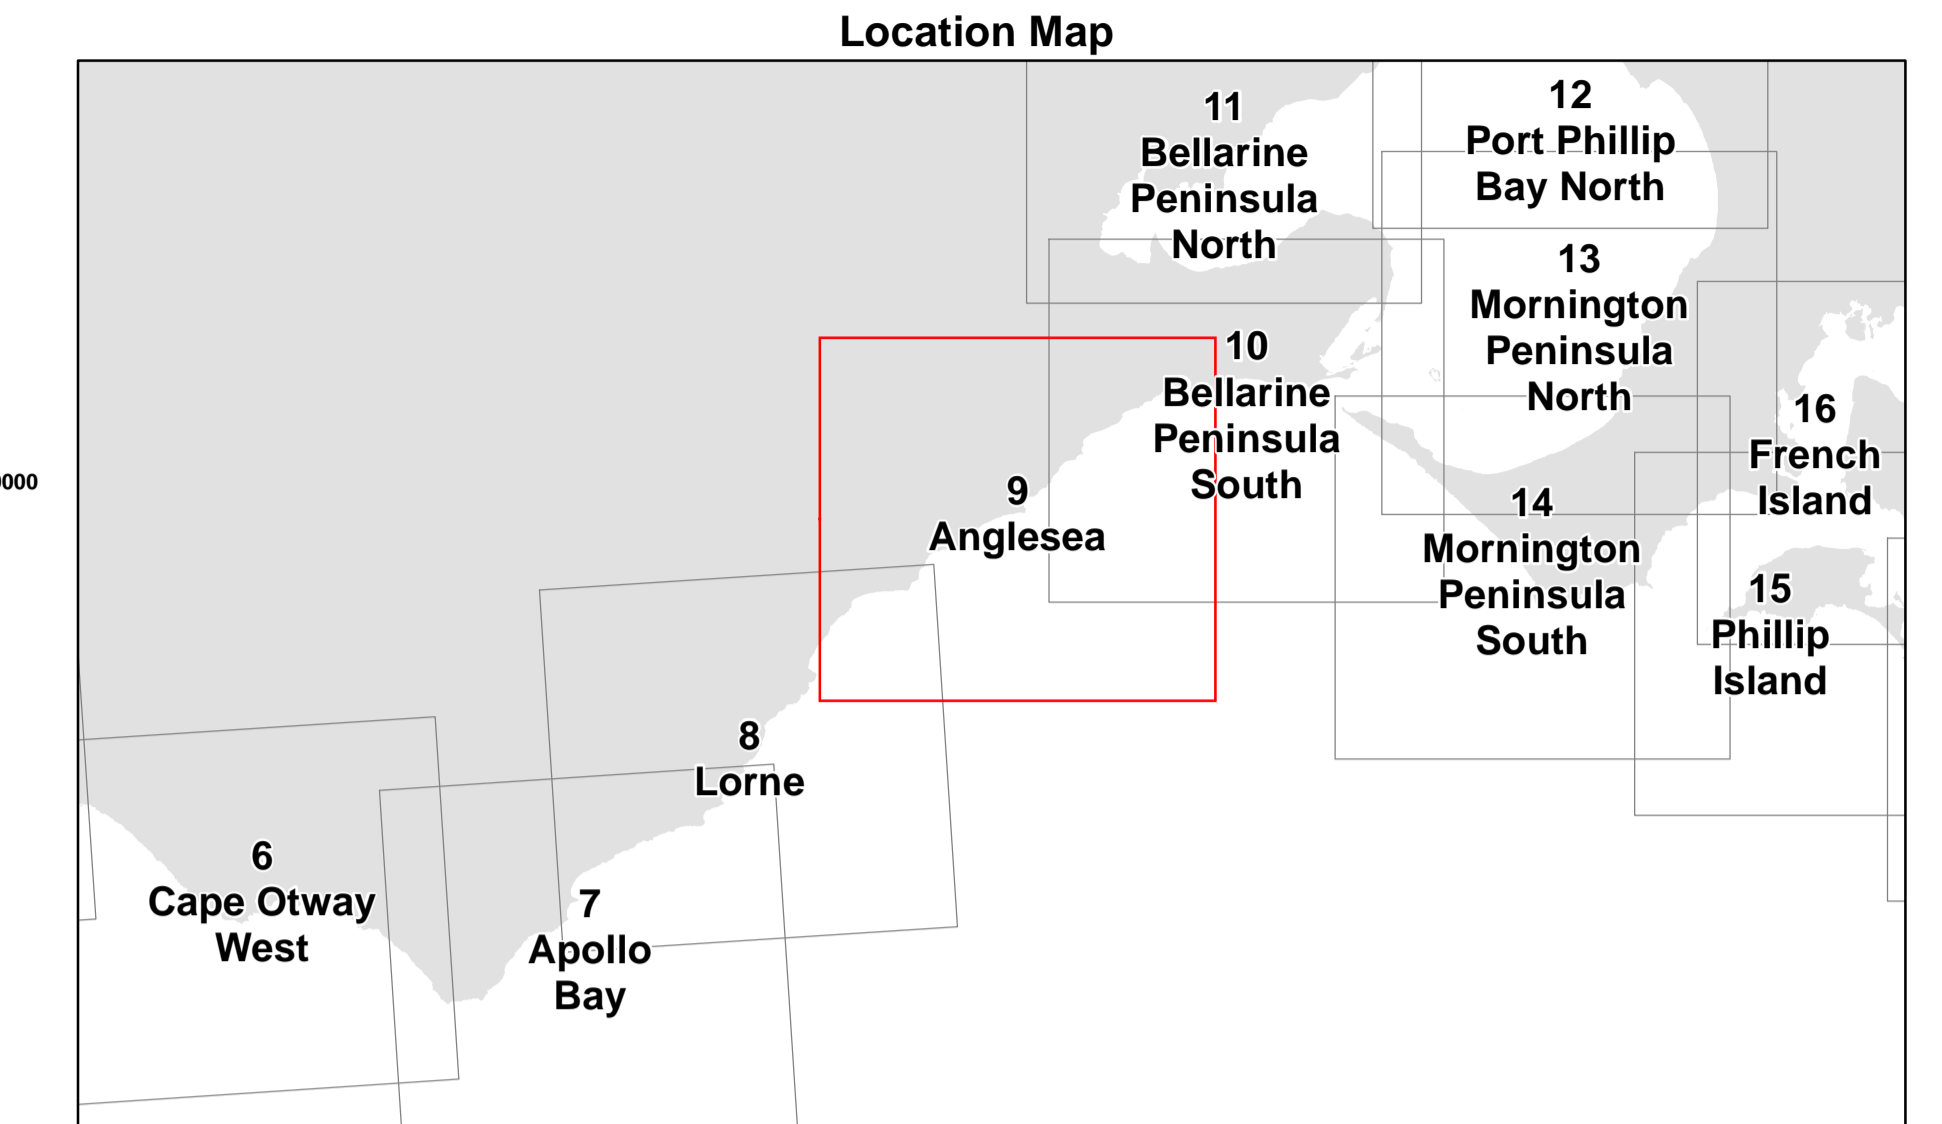 Location Map
11
Bellarine
Peninsula
North
12
Port Phillip
Bay North
13
Mornington
Peninsula
North
10
Bellarine
Peninsula
South
16
French
Island
9
Anglesea
14
Mornington
Peninsula
South
15
Phillip
Island
8
Lorne
6
Cape Otway
West
7
Apollo
Bay